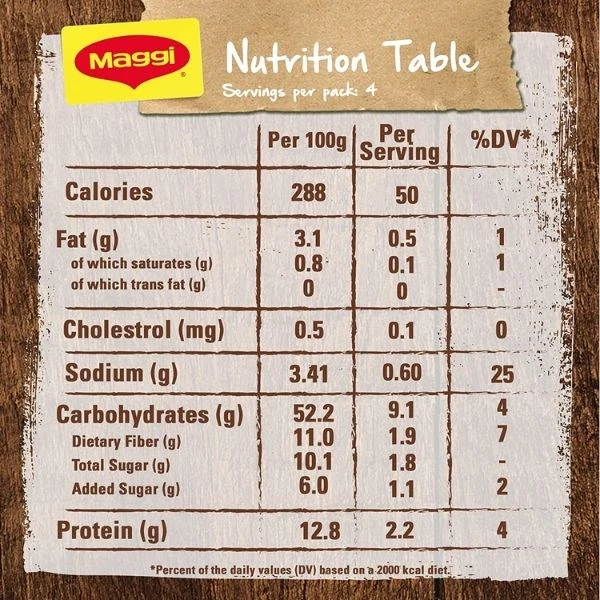 Maggi
Nutrition Table
Servings per pack: 4
Per 100g Per Serving %DV*
Calories 288 50
Fat (g) 3.1 0.5 1
of which saturates (g) 0.8 0.1 1
of which trans fat (g) 0 0 -
Cholestrol (mg) 0.5 0.1 0
Sodium (g) 3.41 0.60 25
Carbohydrates (g) 52.2 9.1 4
Dietary Fiber (g) 11.0 1.9 7
Total Sugar (g) 10.1 1.8 -
Added Sugar (g) 6.0 1.1 2
Protein (g) 12.8 2.2 4
*Percent of the daily values (DV) based on a 2000 kcal diet.